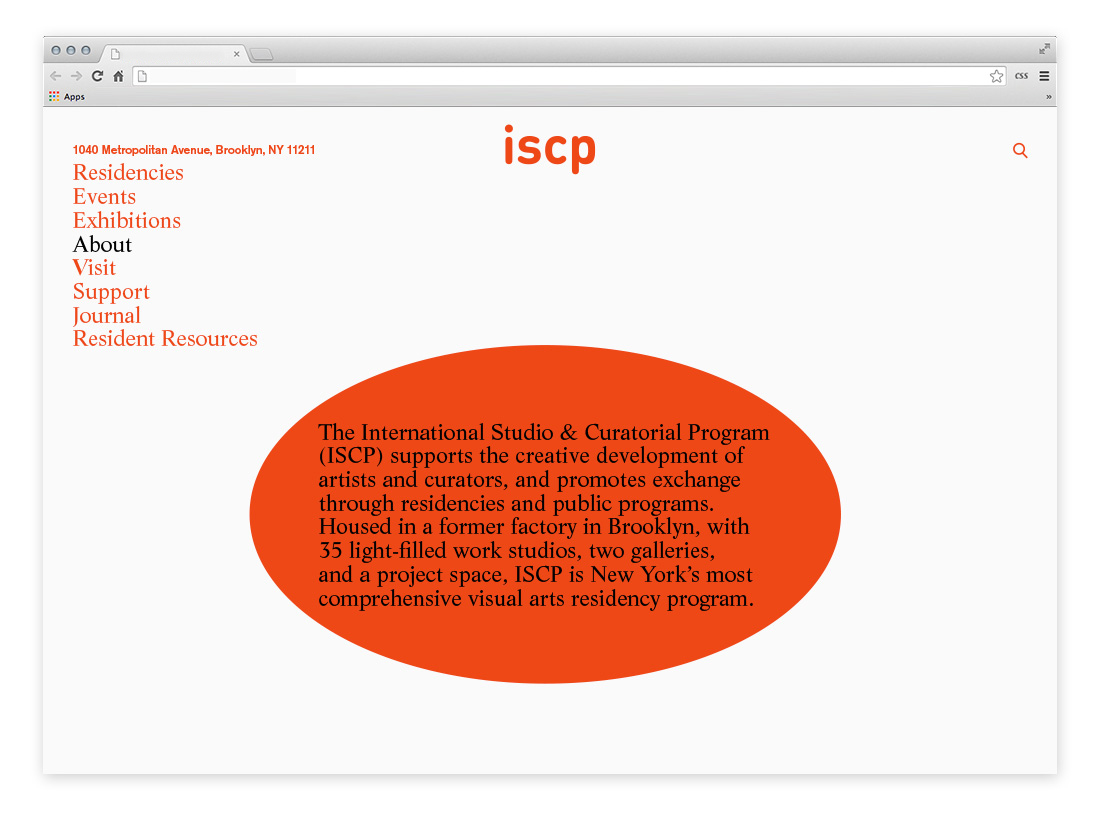 CSS
Apps
»
iscp
1040 Metropolitan Avenue, Brooklyn, NY 11211
Residencies
Events
Exhibitions
About
Visit
Support
Journal
Resident Resources
The International Studio & Curatorial Program
(ISCP) supports the creative development of
artists and curators, and promotes exchange
through residencies and public programs.
Housed in a former factory in Brooklyn, with
35 light-filled work studios, two galleries,
and a project space, ISCP is New York’s most
comprehensive visual arts residency program.